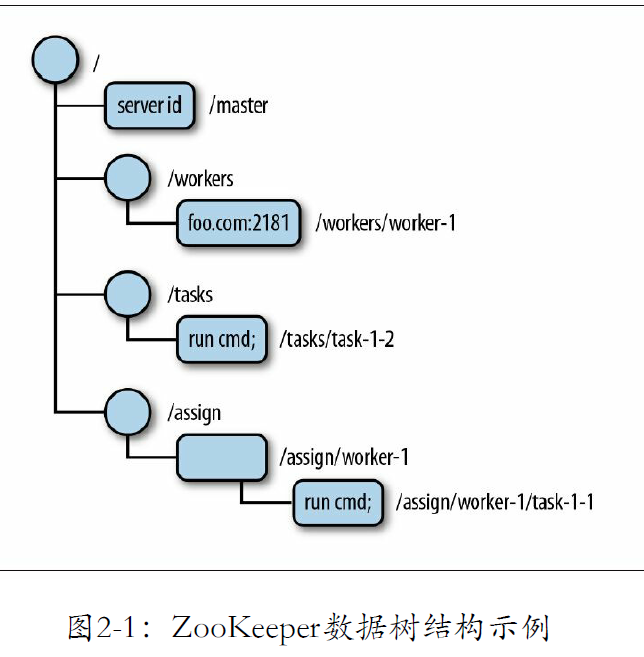 /
server id /master
/workers
foo.com:2181 /workers/worker-1
/tasks
run cmd; /tasks/task-1-2
/assign
/assign/worker-1
run cmd; /assign/worker-1/task-1-1
图2-1：ZooKeeper数据树结构示例